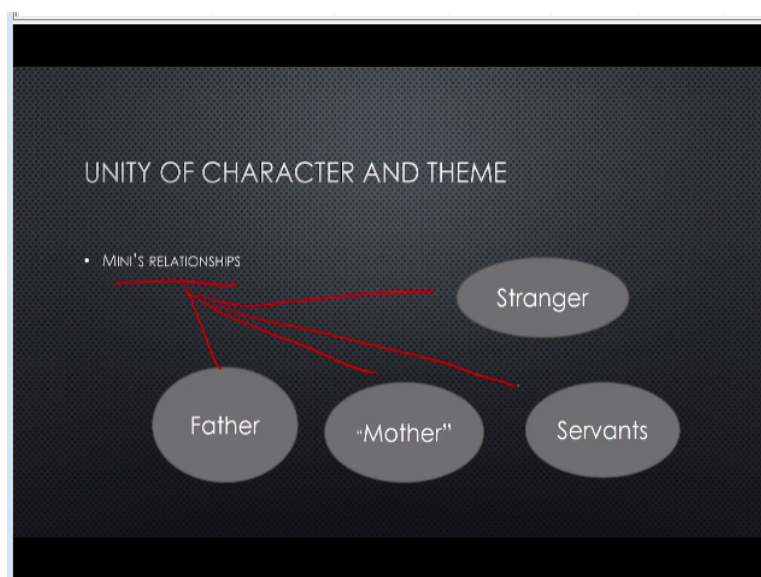 UNITY OF CHARACTER AND THEME
• MINI'S RELATIONSHIPS
Stranger
Father
“Mother”
Servants